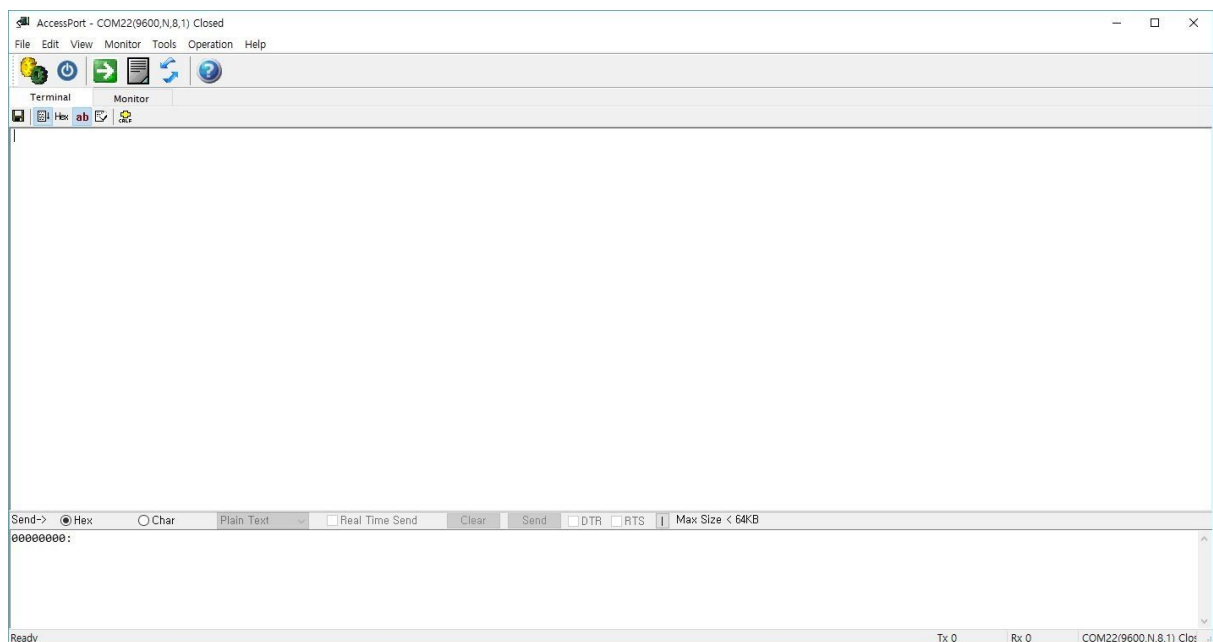 AccessPort - COM22(9600,N,8,1) Closed
File Edit View Monitor Tools Operation Help
Terminal Monitor
Hex ab CRLF
Send-> Hex Char Plain Text Real Time Send Clear Send DTR RTS Max Size < 64KB
00000000:
Ready Tx 0 Rx 0 COM22(9600,N,8,1) Clos